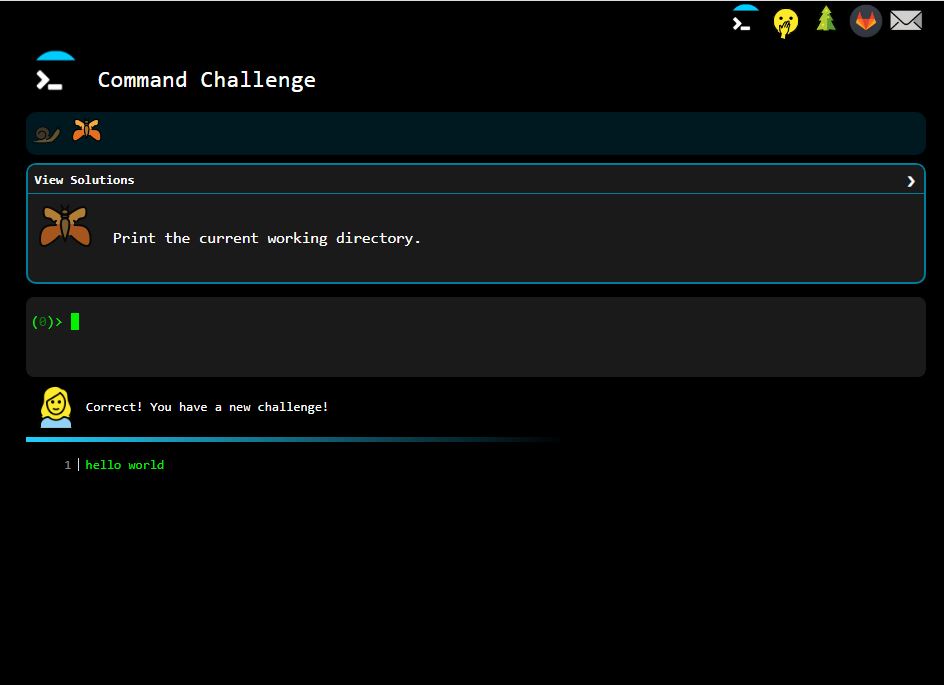 Command Challenge
View Solutions
Print the current working directory.
(0)>
Correct! You have a new challenge!
1 hello world